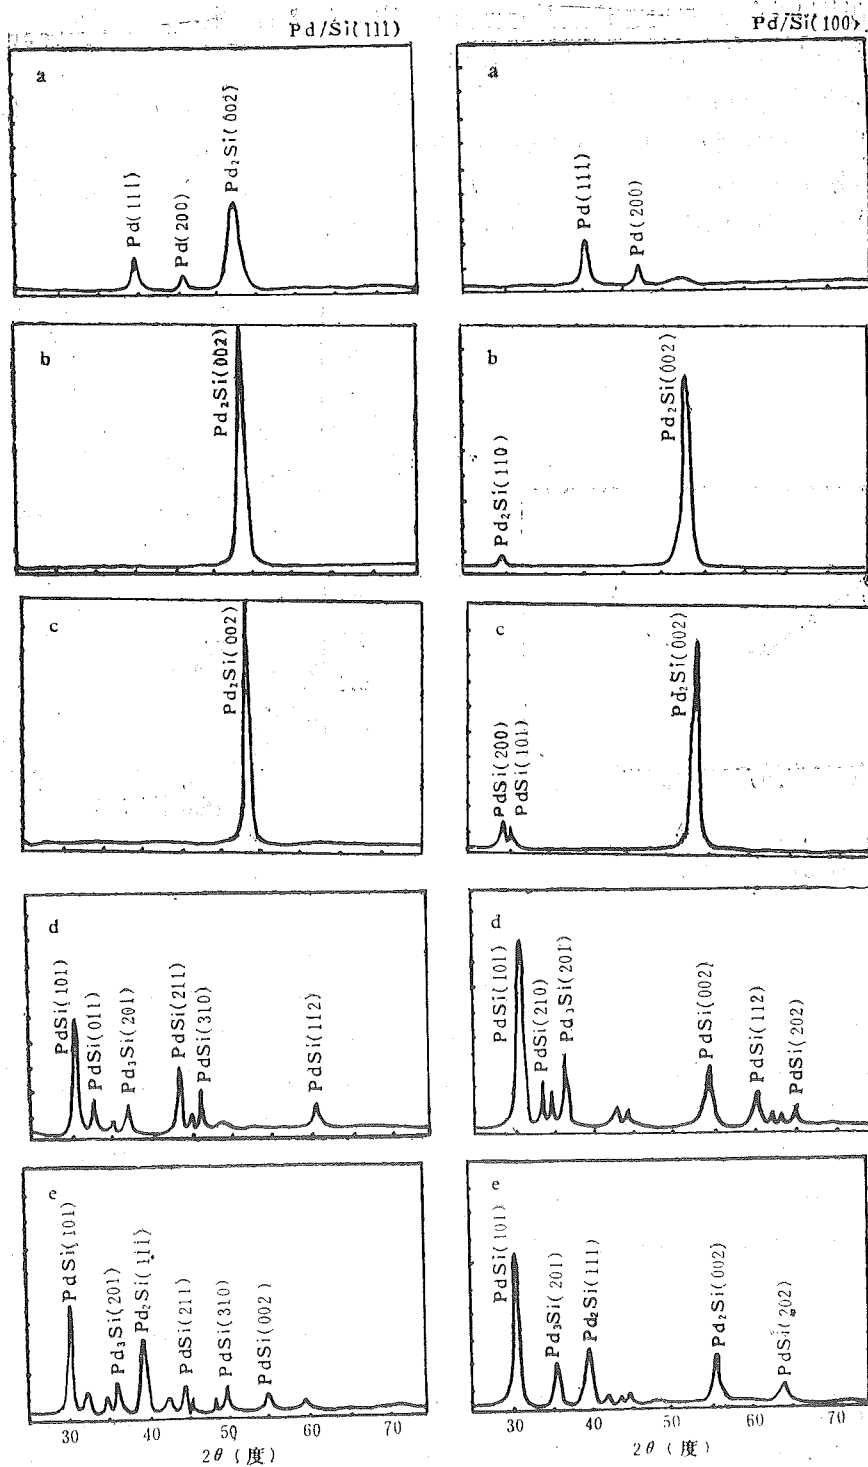 Pd/Si(111)
a
Pd(111)
Pd(200)
Pd₂Si(002)
b
Pd₂Si(002)
c
Pd₂Si(002)
d
PdSi(101)
PdSi(011)
Pd₃Si(201)
PdSi(211)
PdSi(310)
PdSi(112)
e
PdSi(101)
Pd₃Si(201)
Pd₂Si(111)
PdSi(211)
PdSi(310)
PdSi(002)
30 40 50 60 70
2θ (度)
Pd/Si(100)
a
Pd(111)
Pd(200)
b
Pd₂Si(110)
Pd₂Si(002)
c
PdSi(200)
PdSi(101)
Pd₂Si(002)
d
PdSi(101)
PdSi(210)
Pd₃Si(201)
PdSi(002)
PdSi(112)
PdSi(202)
e
PdSi(101)
Pd₃Si(201)
Pd₂Si(111)
Pd₂Si(002)
PdSi(202)
30 40 50 60 70
2θ (度)